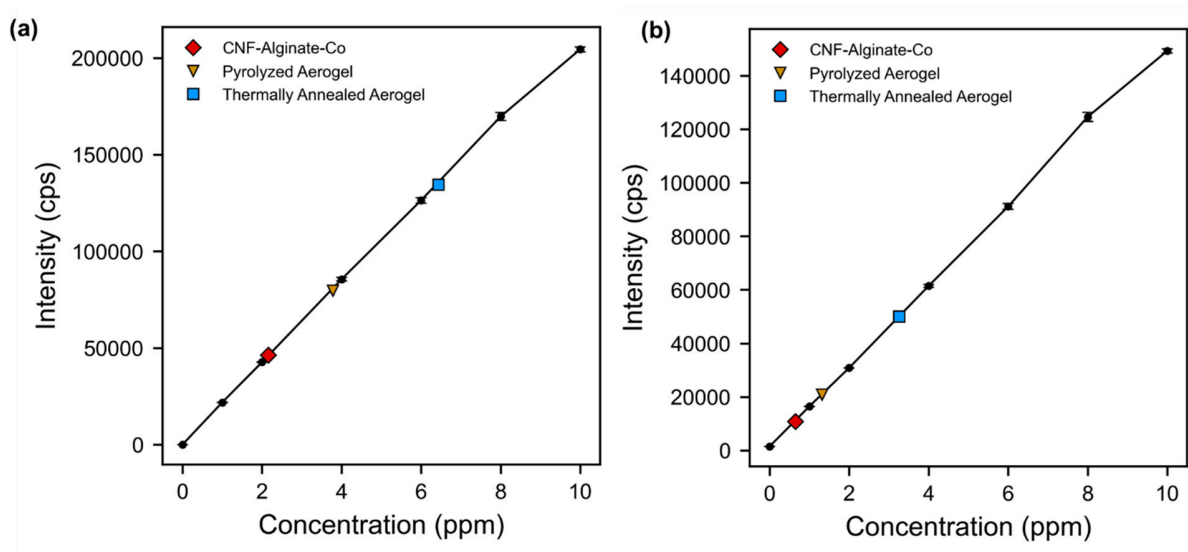 (a)
CNF-Alginate-Co
Pyrolyzed Aerogel
Thermally Annealed Aerogel
200000
150000
100000
50000
0
Intensity (cps)
0 2 4 6 8 10
Concentration (ppm)
(b)
CNF-Alginate-Co
Pyrolyzed Aerogel
Thermally Annealed Aerogel
140000
120000
100000
80000
60000
40000
20000
0
Intensity (cps)
0 2 4 6 8 10
Concentration (ppm)